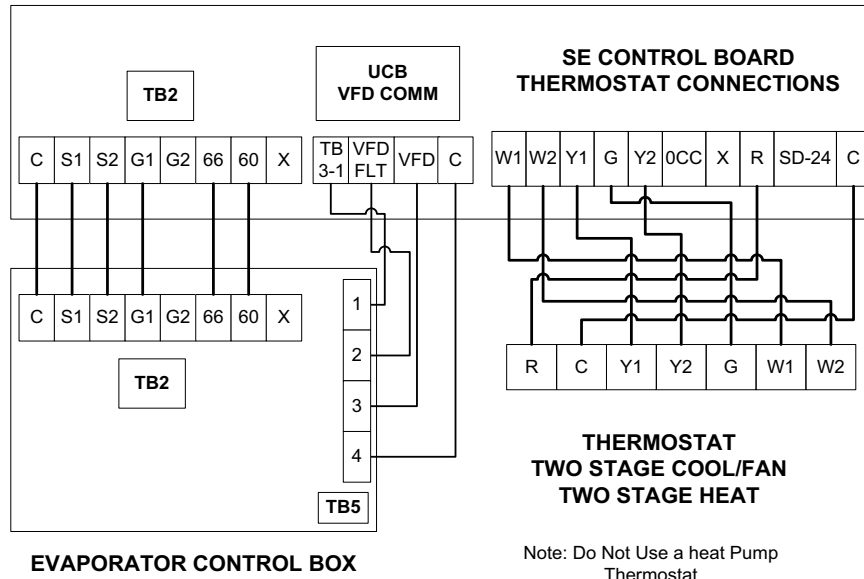 UCB
VFD COMM
SE CONTROL BOARD
THERMOSTAT CONNECTIONS
TB2
C S1 S2 G1 G2 66 60 X
TB 3-1 VFD FLT VFD C
W1 W2 Y1 G Y2 0CC X R SD-24 C
C S1 S2 G1 G2 66 60 X
TB2
1
2
3
4
TB5
R C Y1 Y2 G W1 W2
THERMOSTAT
TWO STAGE COOL/FAN
TWO STAGE HEAT
EVAPORATOR CONTROL BOX
Note: Do Not Use a heat Pump
Thermostat